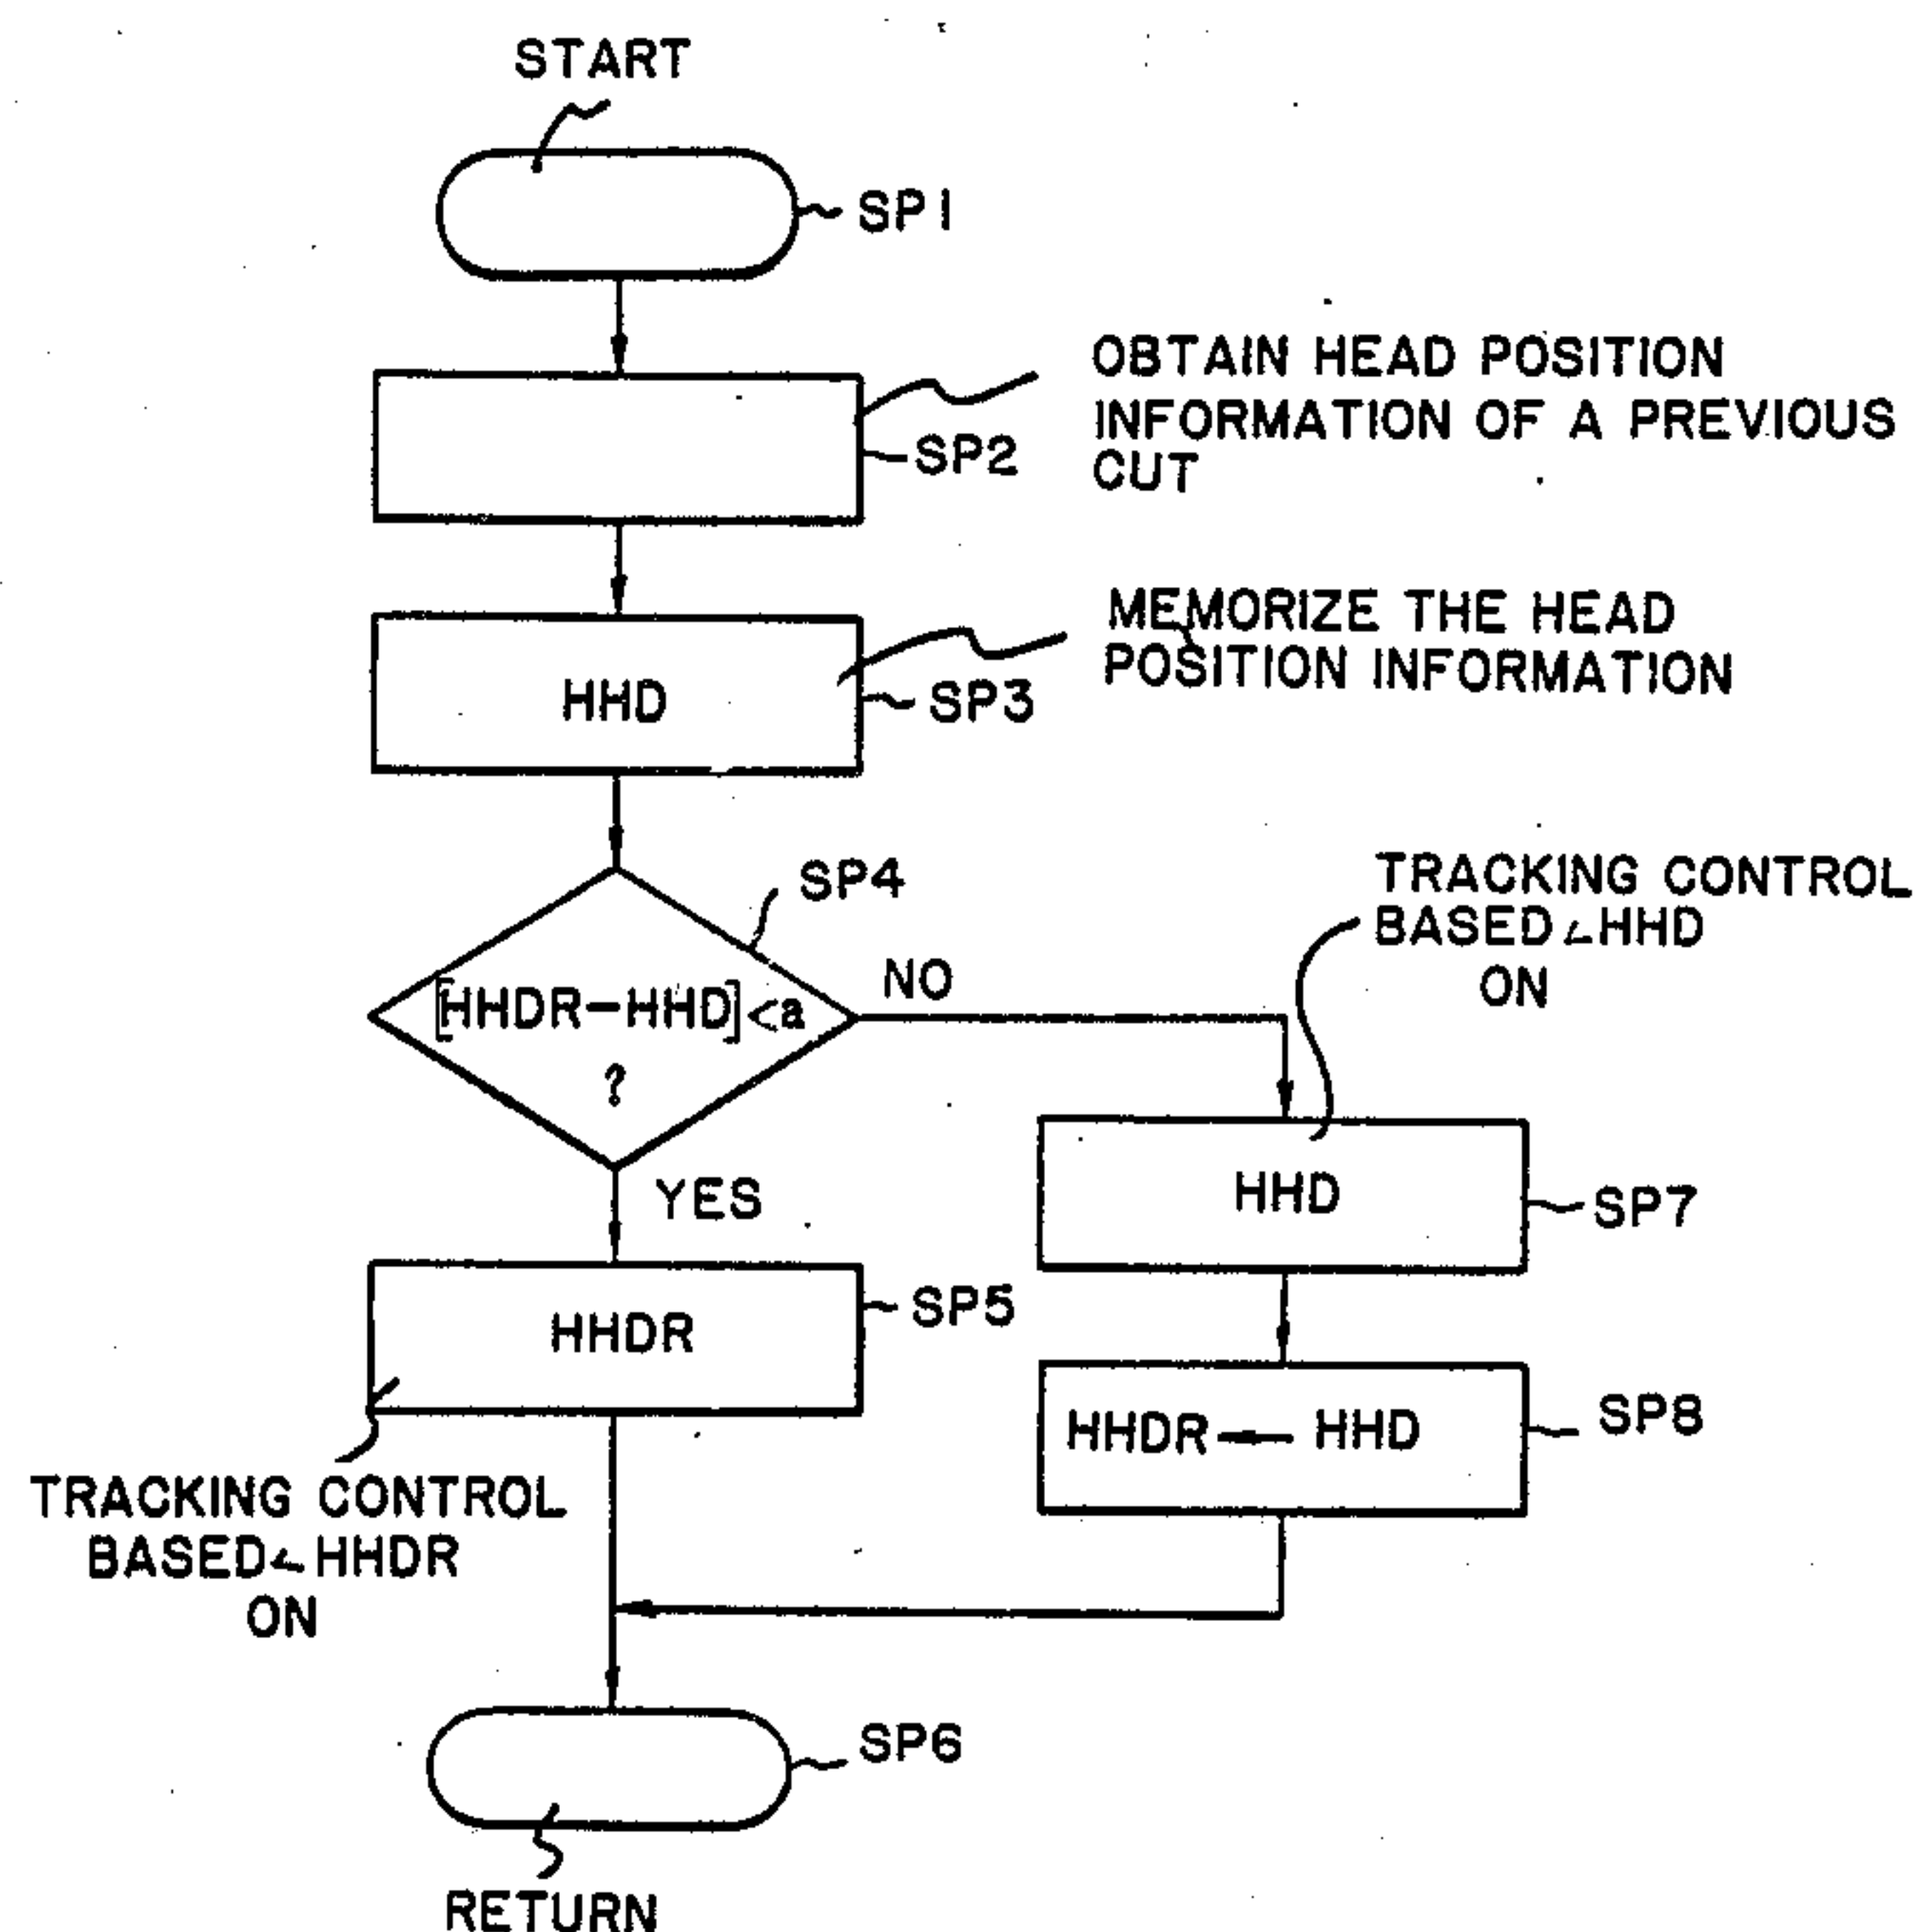 START
SP1
OBTAIN HEAD POSITION
INFORMATION OF A PREVIOUS
CUT
SP2
MEMORIZE THE HEAD
POSITION INFORMATION
HHD
SP3
SP4
[HHDR-HHD]<a
?
NO
YES
TRACKING CONTROL
BASED HHD
ON
HHD
SP7
HHDR
SP5
HHDR ← HHD
SP8
TRACKING CONTROL
BASED HHDR
ON
SP6
RETURN